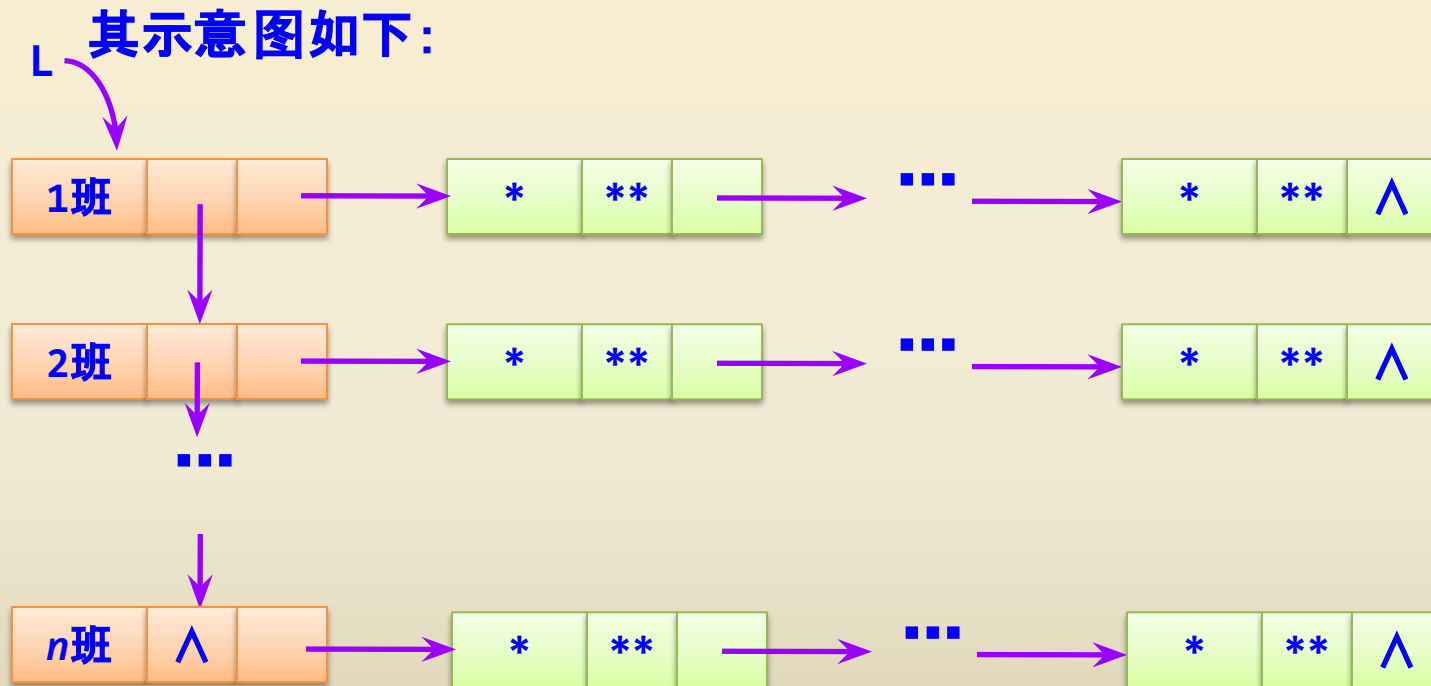 其示意图如下:
L
1班 * ** … * ** ∧
2班 * ** … * ** ∧
…
n班 ∧ * ** … * ** ∧